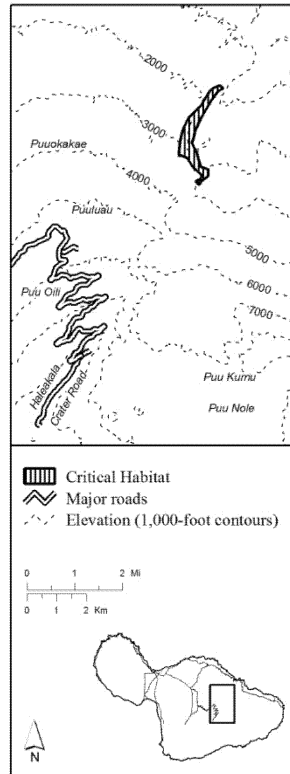 2000
3000
Puuokakae
4000
Puuluau
5000
Puu Oili
6000
7000
Haleakala
Crater Road
Puu Kumu
Puu Nole
Critical Habitat
Major roads
Elevation (1,000-foot contours)
0 1 2 Mi
0 1 2 Km
N